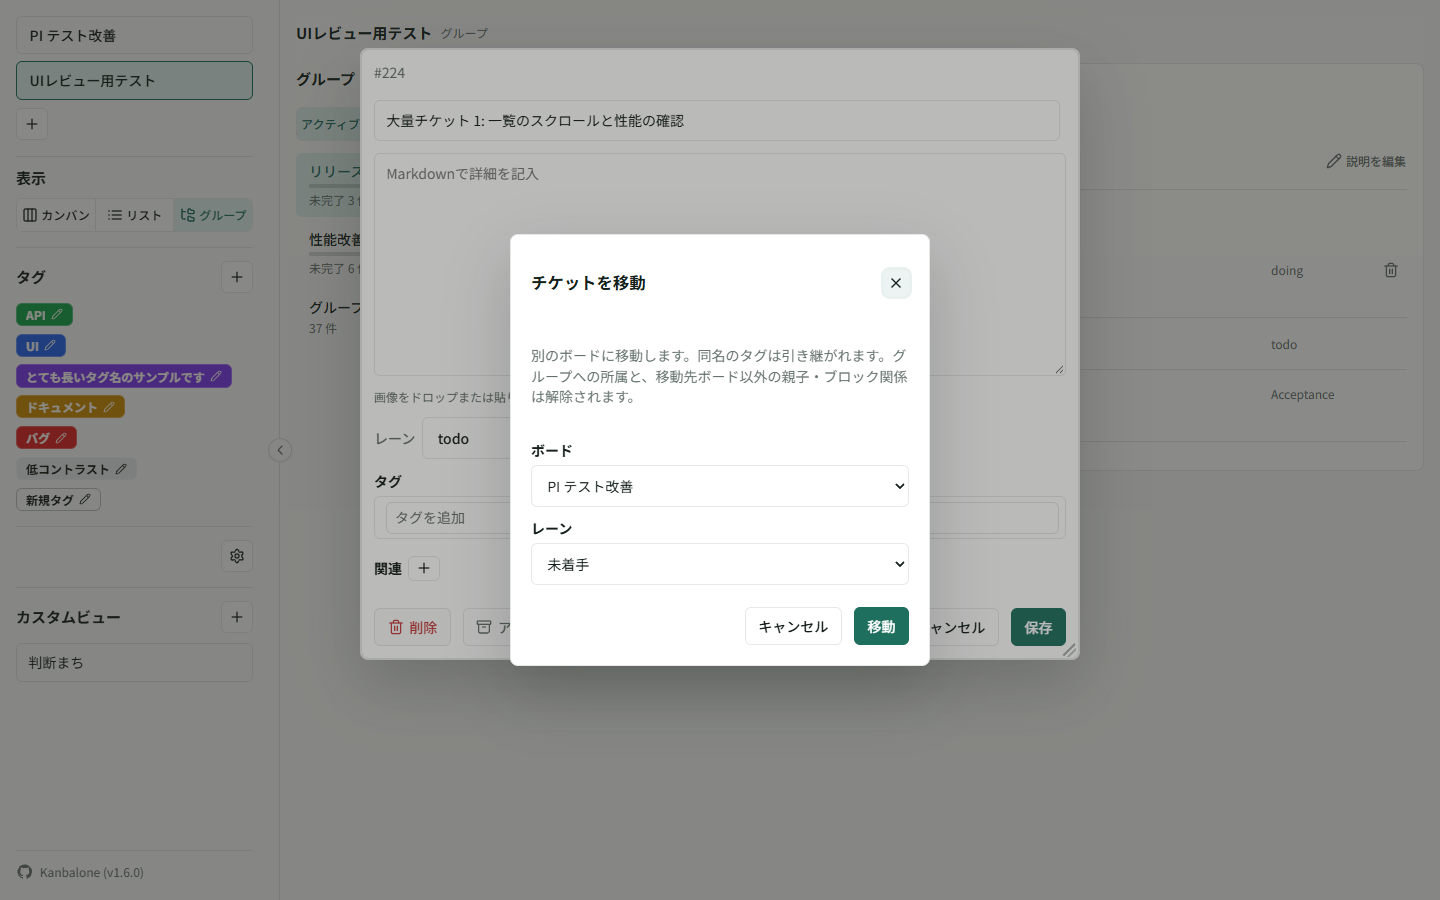 PI テスト改善
UIレビュー用テスト
表示
カンバン
リスト
グループ
タグ
API
UI
とても長いタグ名のサンプルです
ドキュメント
バグ
低コントラスト
新規タグ
カスタムビュー
判断まち
Kanbalone (v1.6.0)
UIレビュー用テスト グループ
グループ
アクティブ
リリース
未完了 3
性能改善
未完了 6
グループ
37 件
説明を編集
doing
todo
Acceptance
#224
大量チケット 1: 一覧のスクロールと性能の確認
Markdownで詳細を記入
画像をドロップまたは貼り
レーン todo
タグ
タグを追加
関連
削除
ア
ャンセル
保存
チケットを移動
別のボードに移動します。同名のタグは引き継がれます。グ
ループへの所属と、移動先ボード以外の親子・ブロック関係
は解除されます。
ボード
PI テスト改善
レーン
未着手
キャンセル
移動